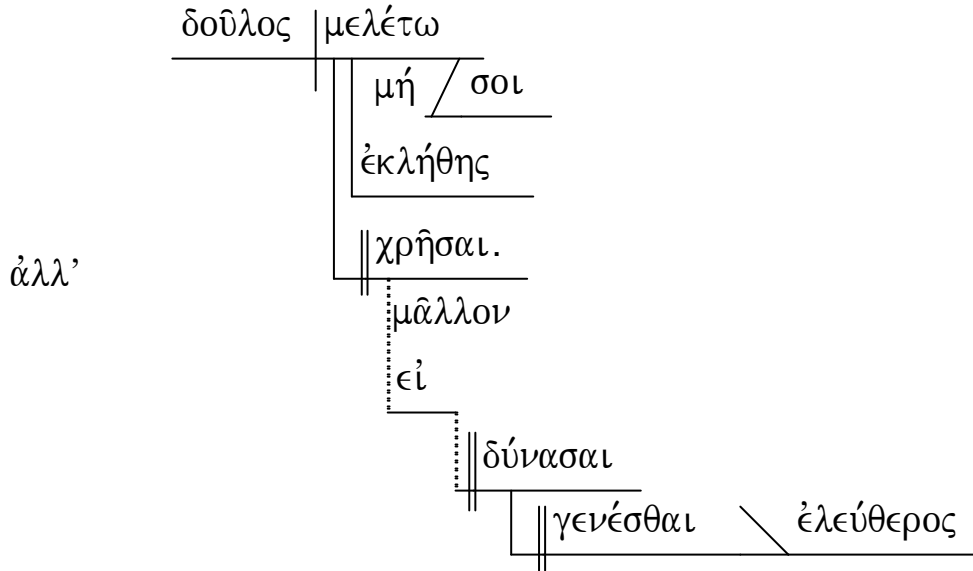 δοῦλος μελέτω
μή σοι
ἐκλήθης
χρῆσαι.
ἀλλ’
μᾶλλον
εἰ
δύνασαι
γενέσθαι ἐλεύθερος